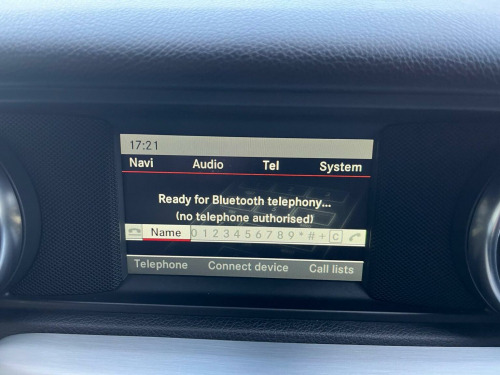 17:21
Navi Audio Tel System
Ready for Bluetooth telephony...
(no telephone authorised)
Name 0 1 2 3 4 5 6 7 8 9 * # + C
Telephone Connect device Call lists